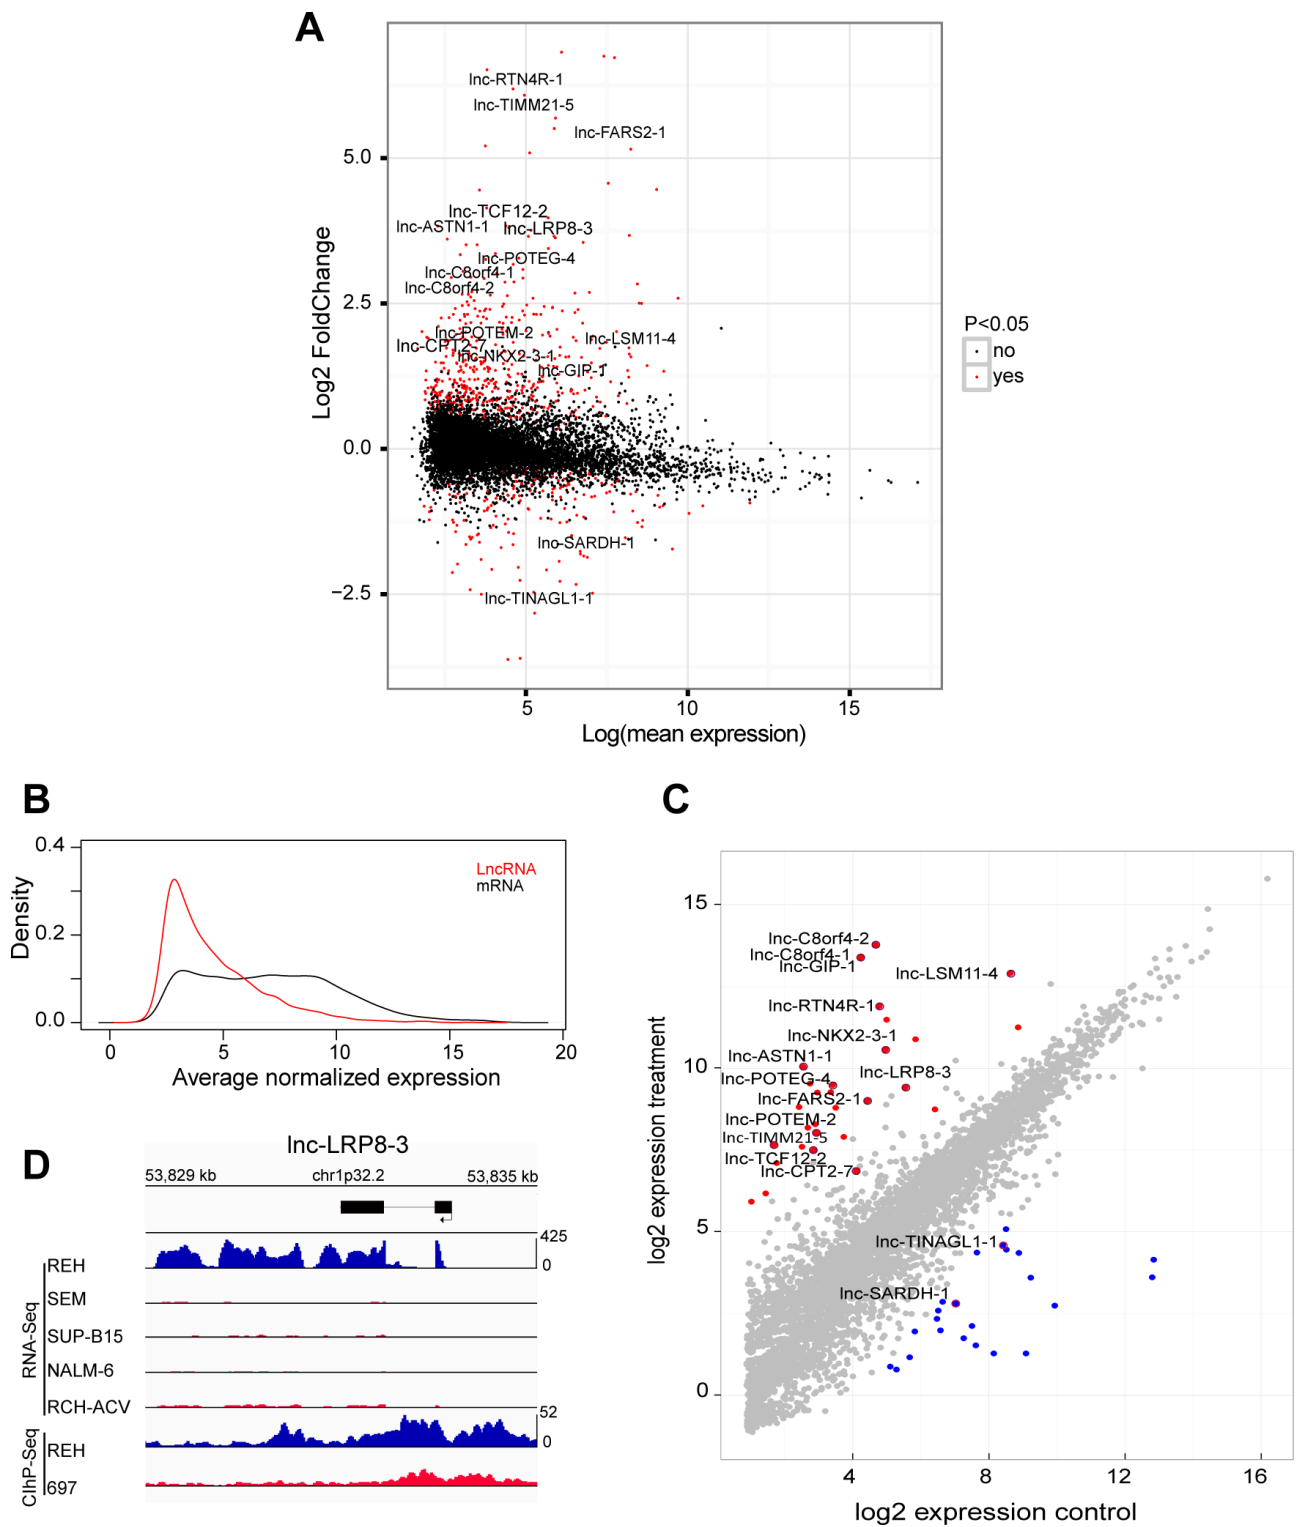 A
lnc-RTN4R-1
lnc-TIMM21-5
lnc-FARS2-1
5.0
lnc-TCF12-2
lnc-ASTN1-1
lnc-LRP8-3
lnc-POTEG-4
lnc-C8orf4-1
lnc-C8orf4-2
2.5
lnc-POTEM-2
lnc-LSM11-4
lnc-CPT2-7
lnc-NKX2-3-1
lnc-GIP-1
Log2 FoldChange
P<0.05
no
yes
0.0
lnc-SARDH-1
−2.5
lnc-TINAGL1-1
5
10
15
Log(mean expression)
B
0.4
LncRNA
mRNA
Density
0.2
0.0
0
5
10
15
20
Average normalized expression
C
15
lnc-C8orf4-2
lnc-C8orf4-1
lnc-GIP-1
lnc-LSM11-4
lnc-RTN4R-1
lnc-NKX2-3-1
lnc-ASTN1-1
10
lnc-LRP8-3
lnc-POTEG-4
lnc-FARS2-1
lnc-POTEM-2
lnc-TIMM21-5
lnc-TCF12-2
lnc-CPT2-7
log2 expression treatment
5
lnc-TINAGL1-1
lnc-SARDH-1
0
4
8
12
16
log2 expression control
D
lnc-LRP8-3
53,829 kb
chr1p32.2
53,835 kb
425
0
RNA-Seq
REH
SEM
SUP-B15
NALM-6
RCH-ACV
52
0
CIhP-Seq
REH
697